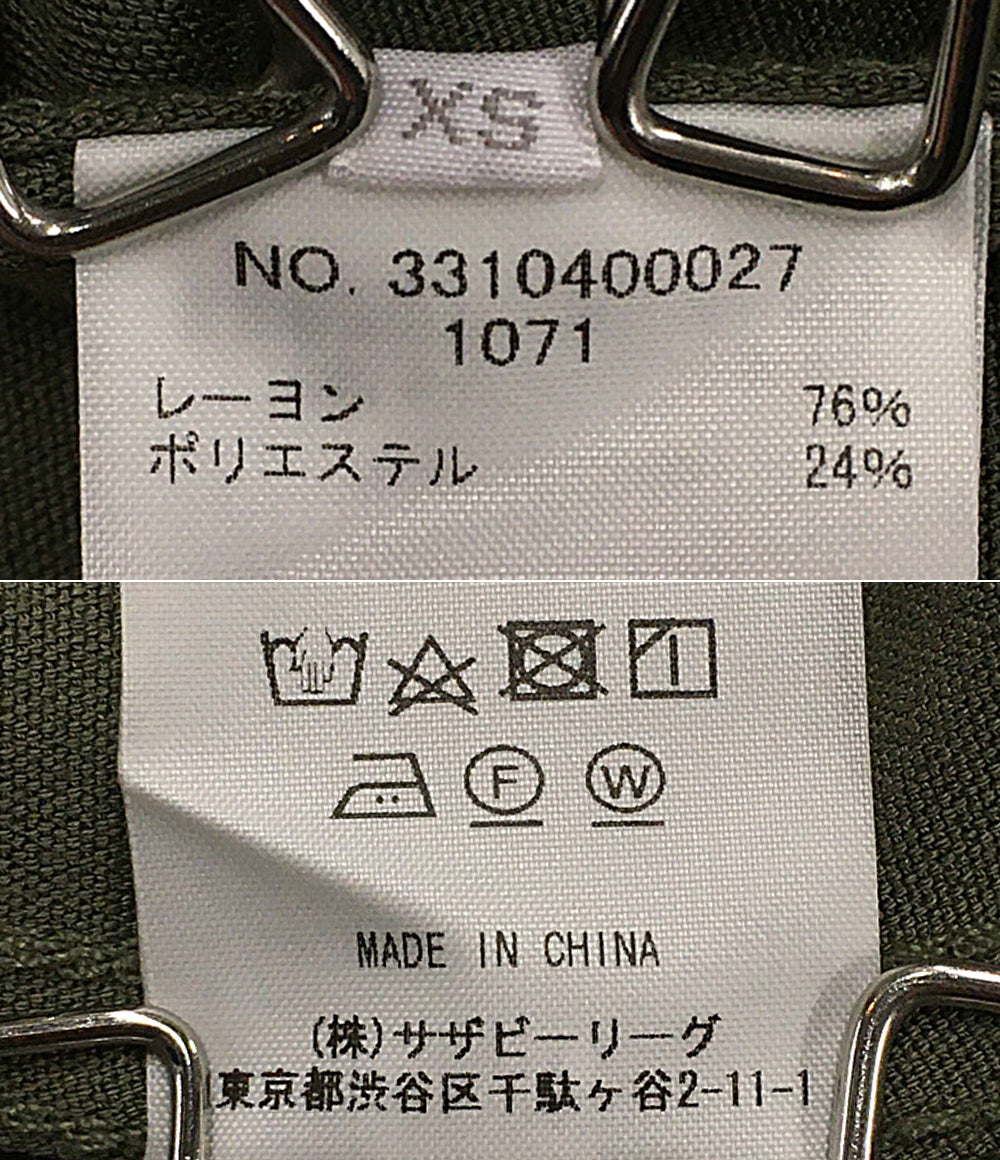 XS
NO. 3310400027
1071
レーヨン 76%
ポリエステル 24%
F W
MADE IN CHINA
(株)サザビーリーグ
東京都渋谷区千駄ヶ谷2-11-1